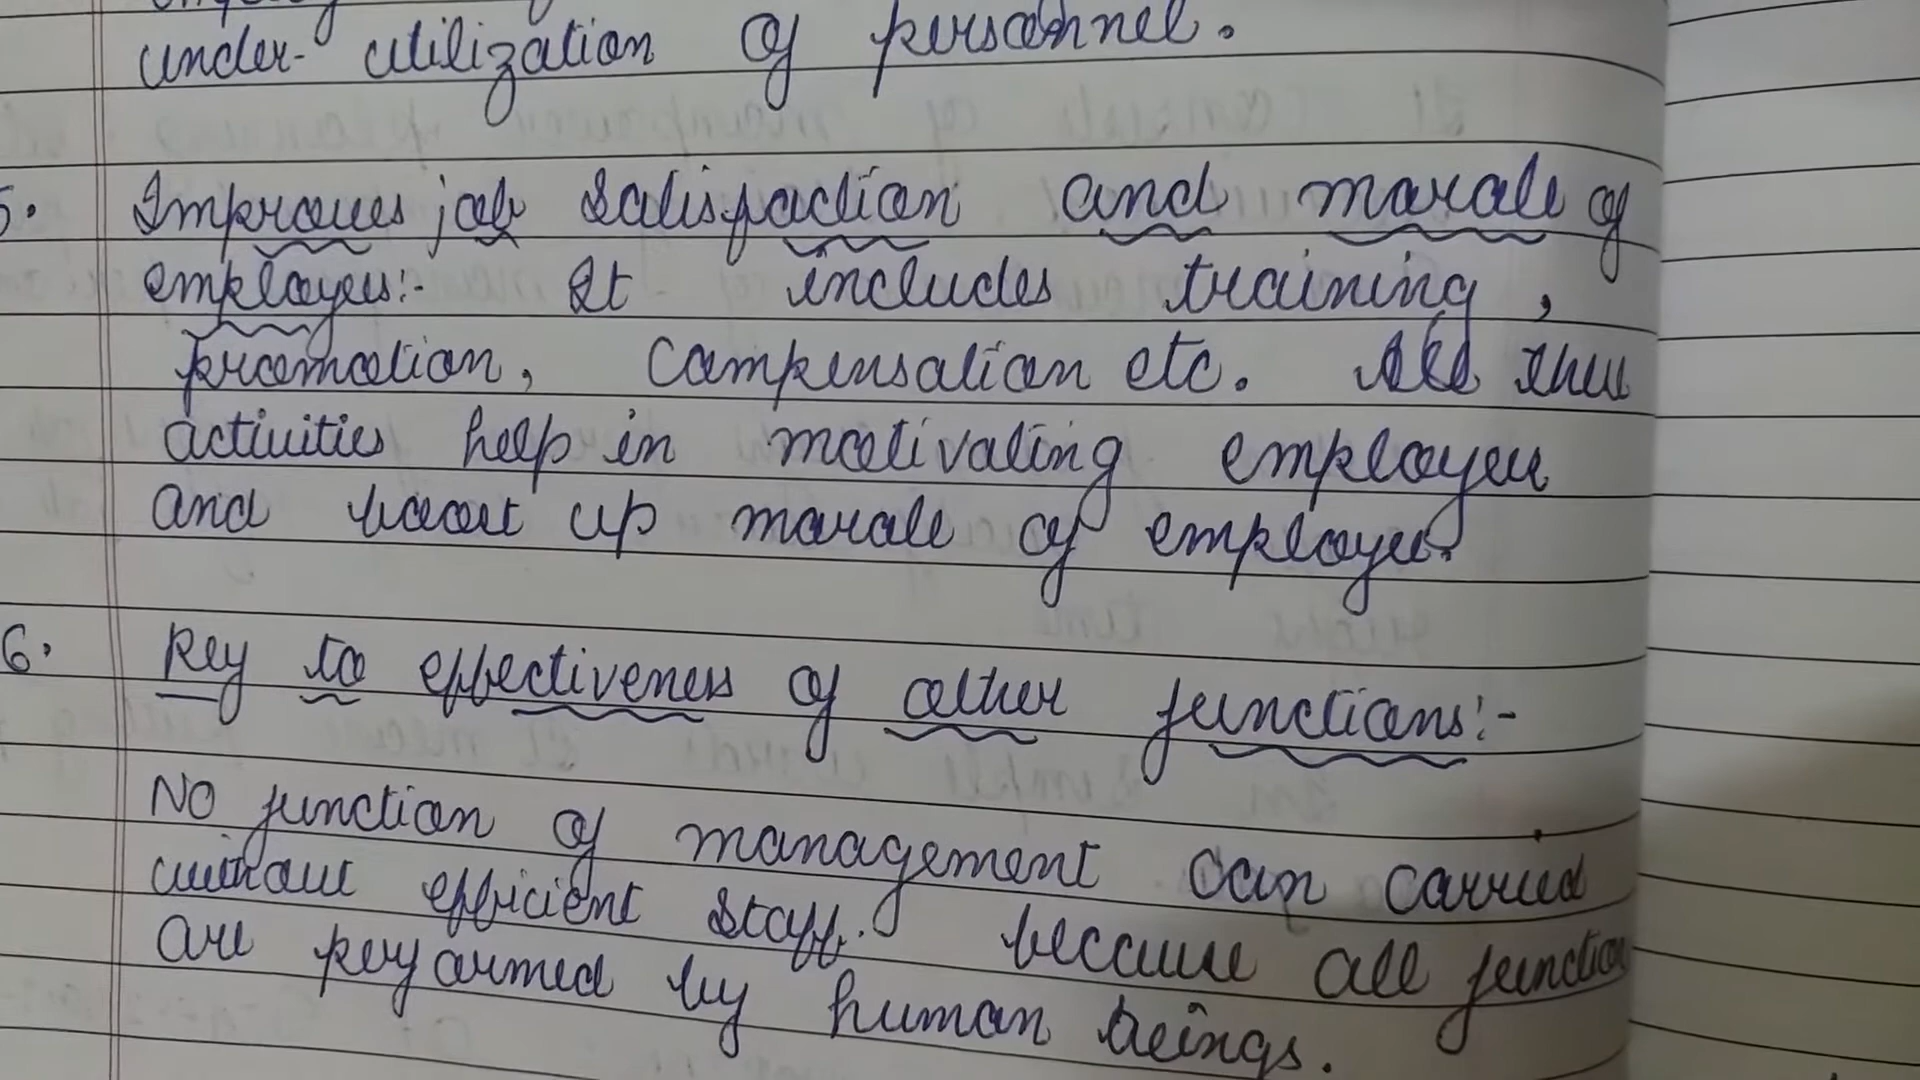 under- utilization of personnel.
5. Improves job satisfaction and morale of
employees:- It includes training,
promotion, compensation etc. All these
activities help in motivating employees
and boost up morale of employees.
6. Key to effectiveness of other functions:-
No function of management can carried
without efficient staff. because all function
are performed by human beings.